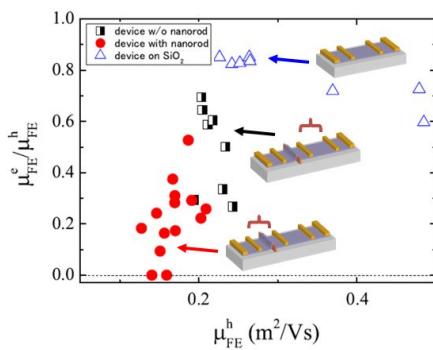 device w/o nanorod
device with nanorod
device on SiO₂
1.0
0.8
0.6
0.4
0.2
0.0
μᵉFE/μʰFE
0.2
0.4
μʰFE (m²/Vs)